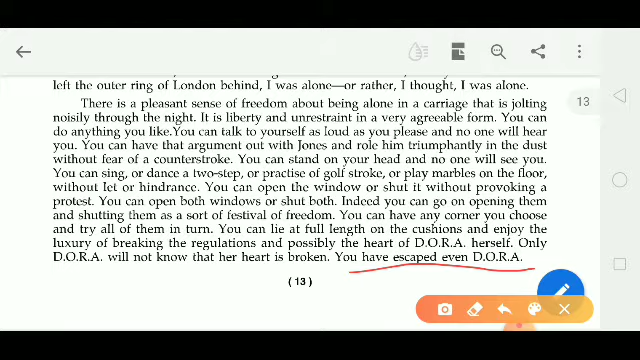 left the outer ring of London behind, I was alone—or rather, I thought, I was alone.
There is a pleasant sense of freedom about being alone in a carriage that is jolting
noisily through the night. It is liberty and unrestraint in a very agreeable form. You can
do anything you like.You can talk to yourself as loud as you please and no one will hear
you. You can have that argument out with Jones and role him triumphantly in the dust
without fear of a counterstroke. You can stand on your head and no one will see you.
You can sing, or dance a two-step, or practise of golf stroke, or play marbles on the floor,
without let or hindrance. You can open the window or shut it without provoking a
protest. You can open both windows or shut both. Indeed you can go on opening them
and shutting them as a sort of festival of freedom. You can have any corner you choose
and try all of them in turn. You can lie at full length on the cushions and enjoy the
luxury of breaking the regulations and possibly the heart of D.O.R.A. herself. Only
D.O.R.A. will not know that her heart is broken. You have escaped even D.O.R.A.
( 13 )
13